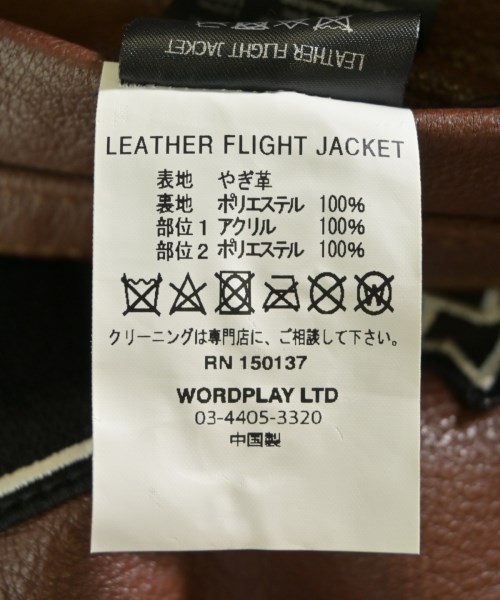 LEATHER FLIGHT JACKET
LEATHER FLIGHT JACKET
表地 やぎ革
裏地 ポリエステル 100%
部位1 アクリル 100%
部位2 ポリエステル 100%
W
クリーニングは専門店に、ご相談して下さい。
RN 150137
WORDPLAY LTD
03-4405-3320
中国製